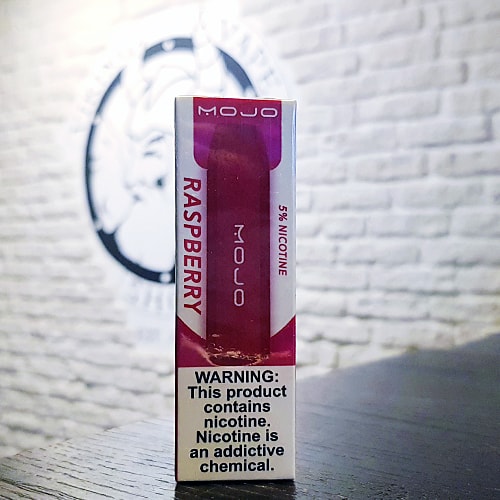 MOJO
RASPBERRY
MOJO
5% NICOTINE
WARNING:
This product
contains
nicotine.
Nicotine is
an addictive
chemical.